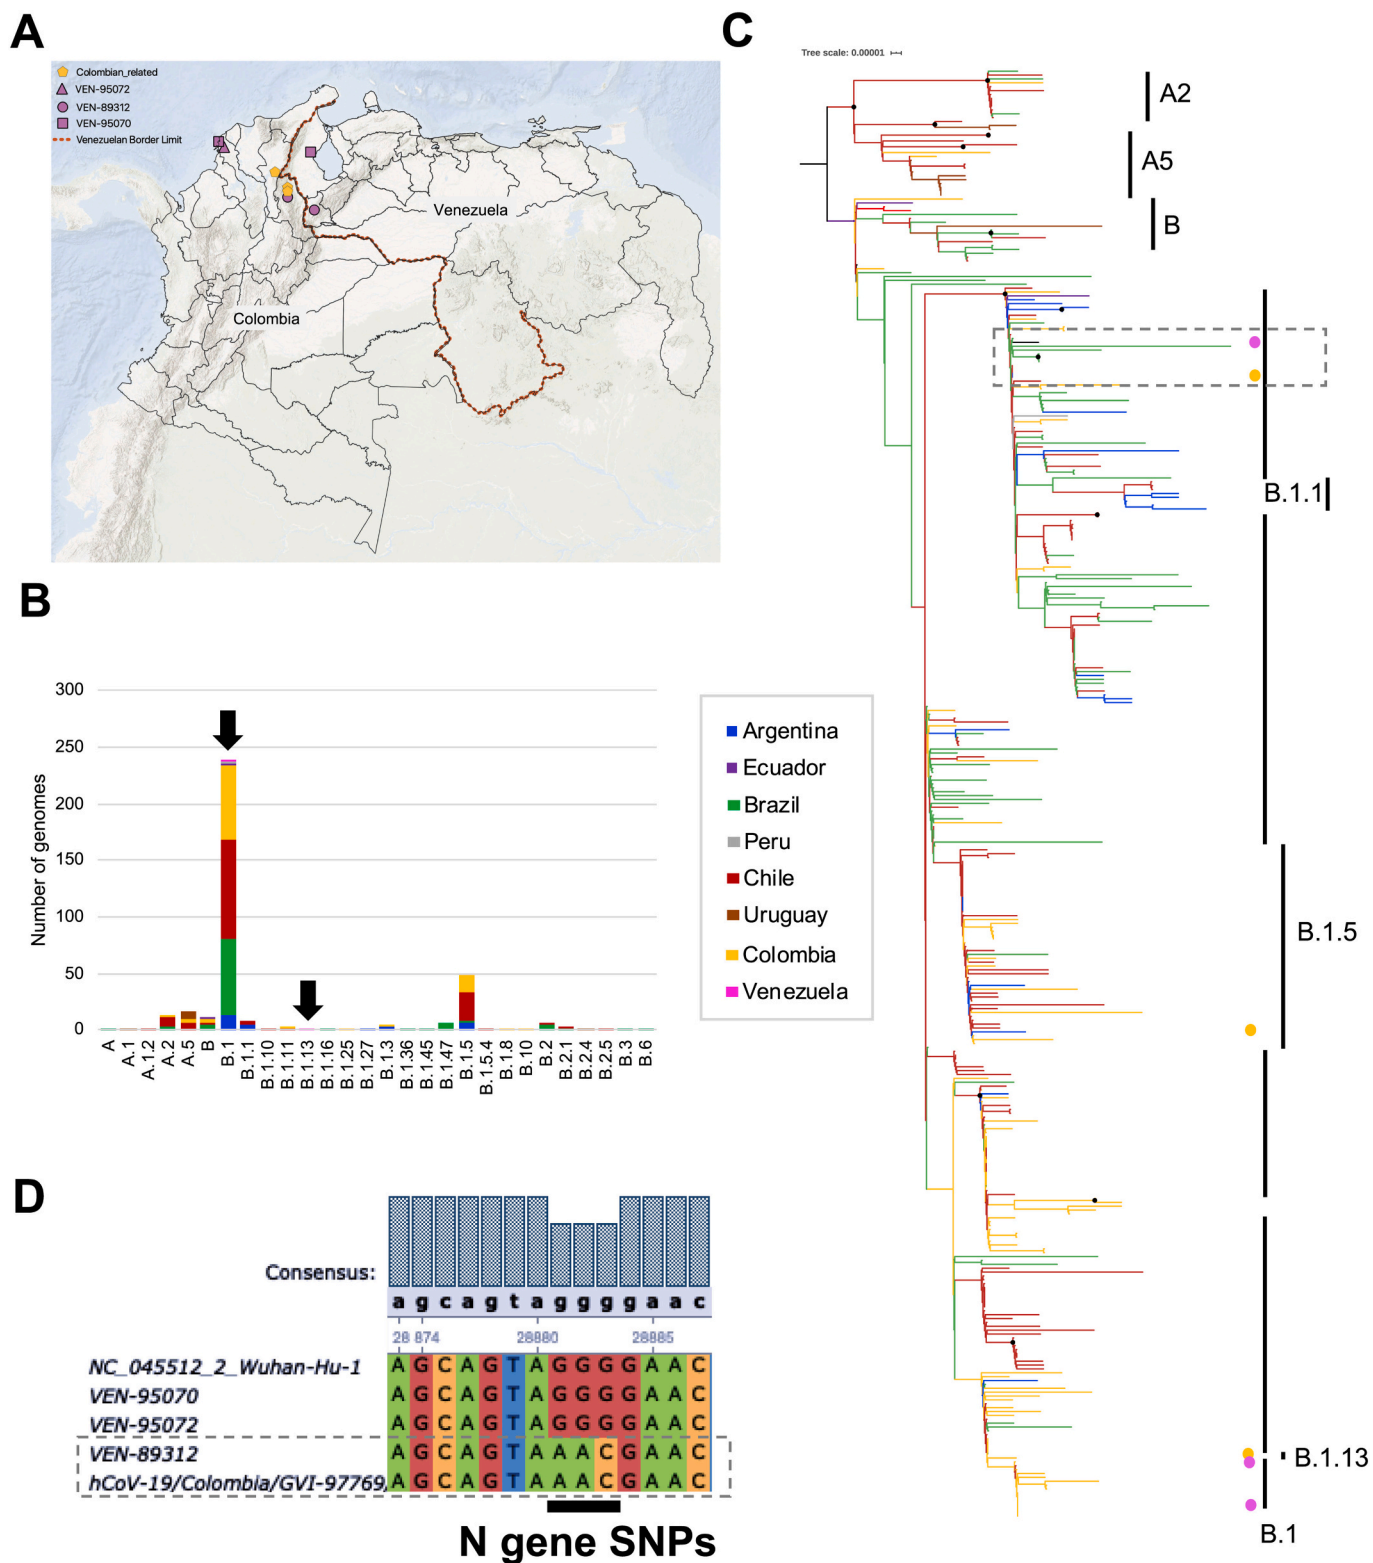 A
Colombian_related
VEN-95072
VEN-89312
VEN-95070
Venezuelan Border Limit
Venezuela
Colombia
B
300
250
200
150
100
50
0
Number of genomes
A
A.1
A.1.2
A.2
A.5
B
B.1
B.1.1
B.1.10
B.1.11
B.1.13
B.1.16
B.1.25
B.1.27
B.1.3
B.1.36
B.1.45
B.1.47
B.1.5
B.1.5.4
B.1.8
B.10
B.2
B.2.1
B.2.4
B.2.5
B.3
B.6
Argentina
Ecuador
Brazil
Peru
Chile
Uruguay
Colombia
Venezuela
C
Tree scale: 0.00001
A2
A5
B
B.1.1
B.1.5
B.1.13
B.1
D
Consensus:
a g c a g t a g g g g a a c
28 874 28880 28885
NC_045512_2_Wuhan-Hu-1 A G C A G T A G G G G A A C
VEN-95070 A G C A G T A G G G G A A C
VEN-95072 A G C A G T A G G G G A A C
VEN-89312 A G C A G T A A A C G A A C
hCoV-19/Colombia/GVI-97769/ A G C A G T A A A C G A A C
N gene SNPs